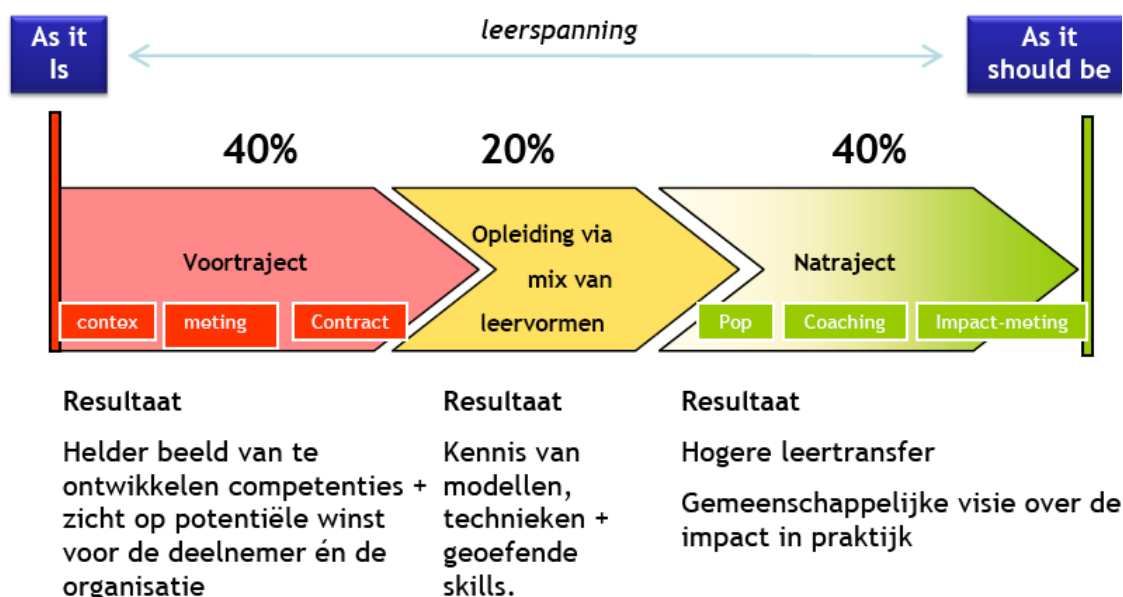 As it
Is
leerspanning
As it
should be
40%
20%
40%
Voortraject
contex
meting
Contract
Opleiding via
mix van
leervormen
Natraject
Pop
Coaching
Impact-meting
Resultaat
Helder beeld van te
ontwikkelen competenties +
zicht op potentiële winst
voor de deelnemer én de
organisatie
Resultaat
Kennis van
modellen,
technieken +
geoefende
skills.
Resultaat
Hogere leertransfer
Gemeenschappelijke visie over de
impact in praktijk